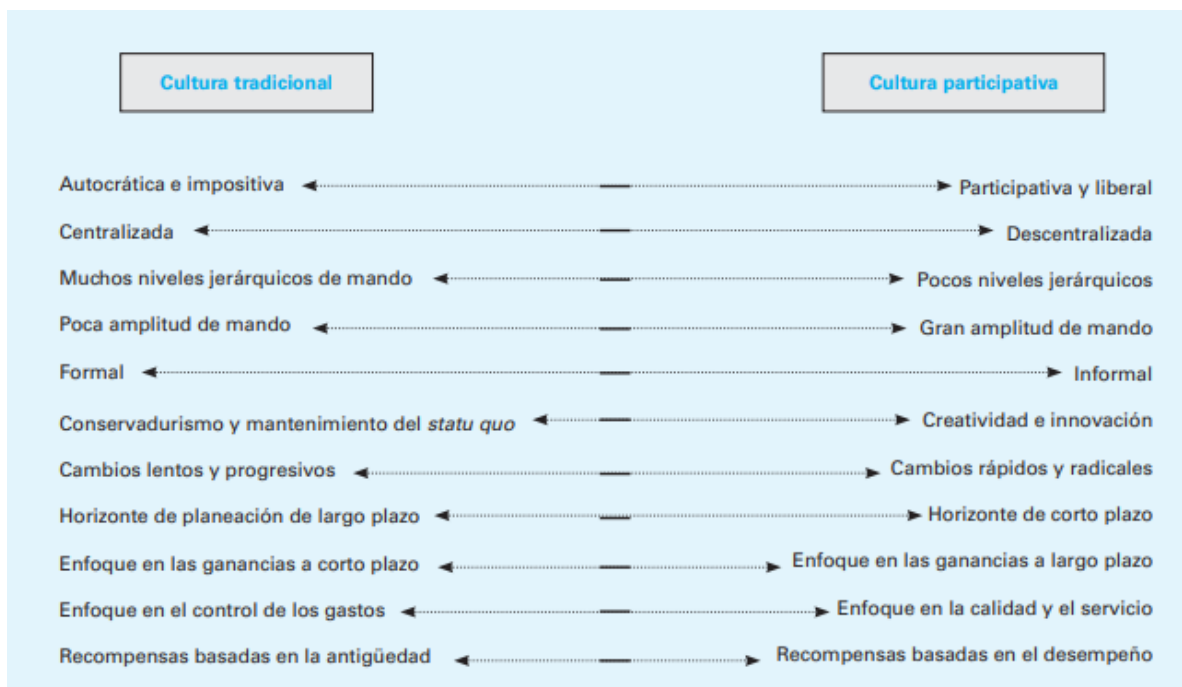 Cultura tradicional Cultura participativa
Autocrática e impositiva Participativa y liberal
Centralizada Descentralizada
Muchos niveles jerárquicos de mando Pocos niveles jerárquicos
Poca amplitud de mando Gran amplitud de mando
Formal Informal
Conservadurismo y mantenimiento del statu quo Creatividad e innovación
Cambios lentos y progresivos Cambios rápidos y radicales
Horizonte de planeación de largo plazo Horizonte de corto plazo
Enfoque en las ganancias a corto plazo Enfoque en las ganancias a largo plazo
Enfoque en el control de los gastos Enfoque en la calidad y el servicio
Recompensas basadas en la antigüedad Recompensas basadas en el desempeño